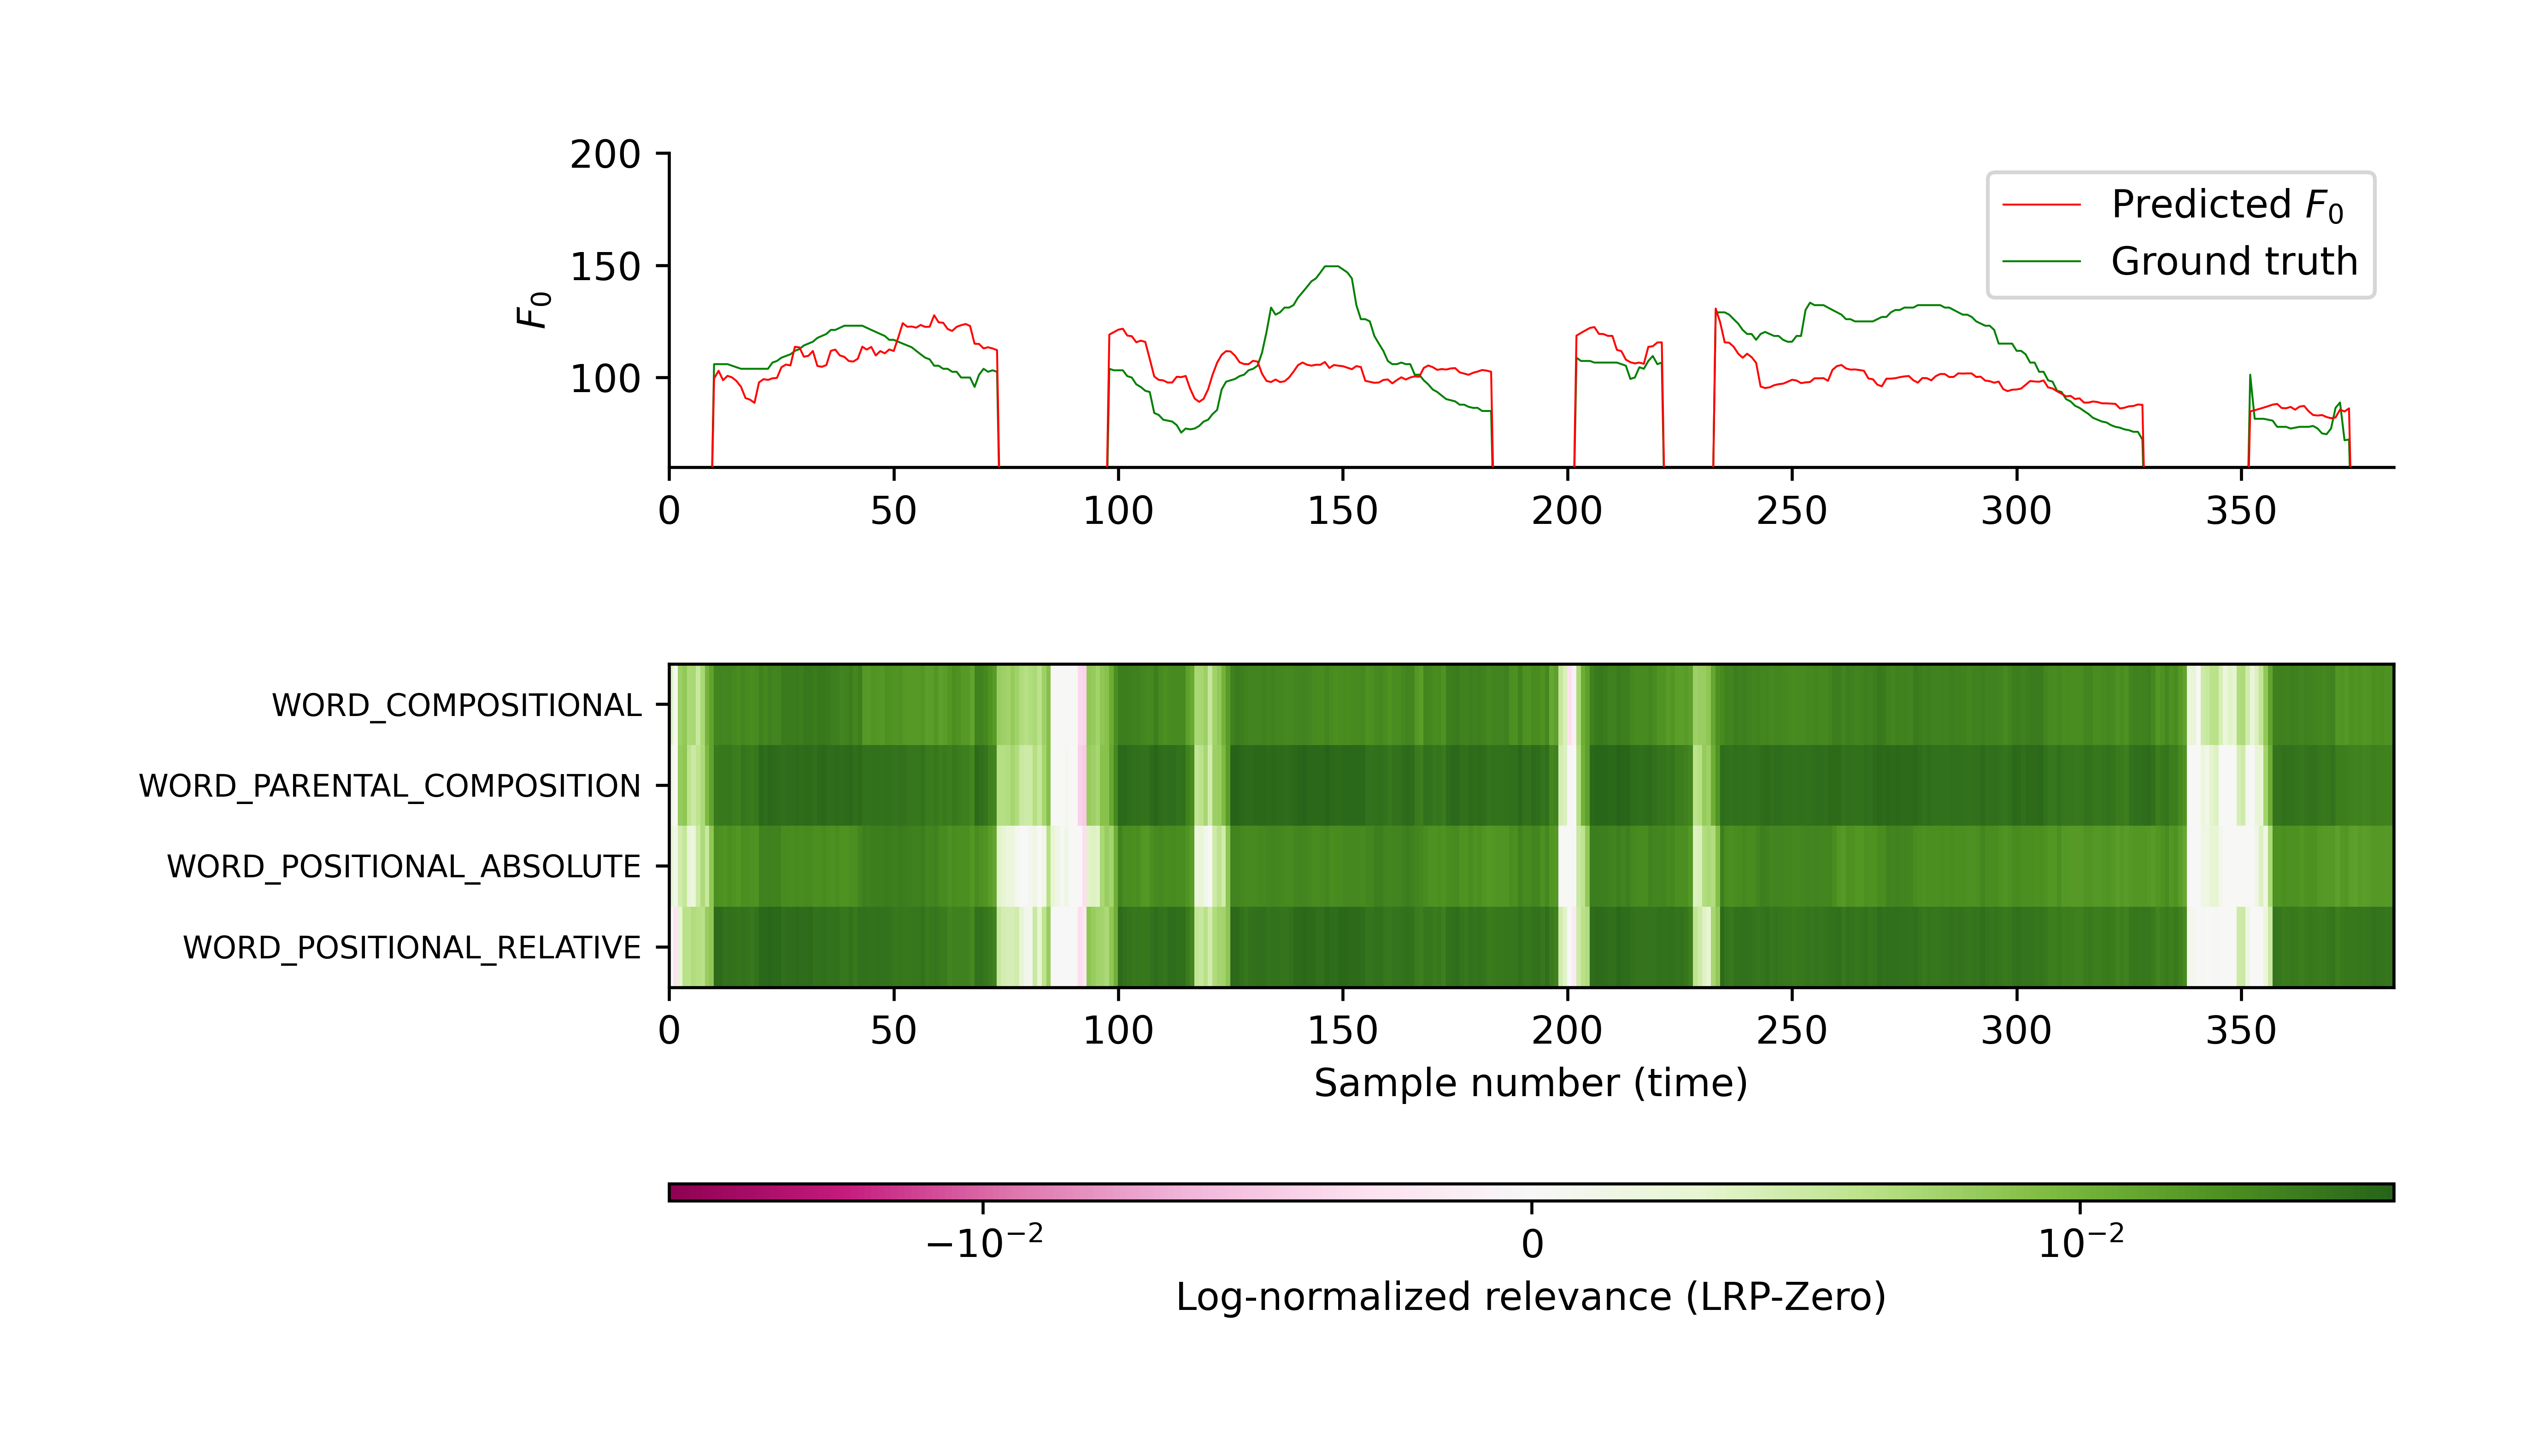 200
150
100
F₀
Predicted F₀
Ground truth
0 50 100 150 200 250 300 350
WORD_COMPOSITIONAL
WORD_PARENTAL_COMPOSITION
WORD_POSITIONAL_ABSOLUTE
WORD_POSITIONAL_RELATIVE
0 50 100 150 200 250 300 350
Sample number (time)
−10⁻² 0 10⁻²
Log-normalized relevance (LRP-Zero)